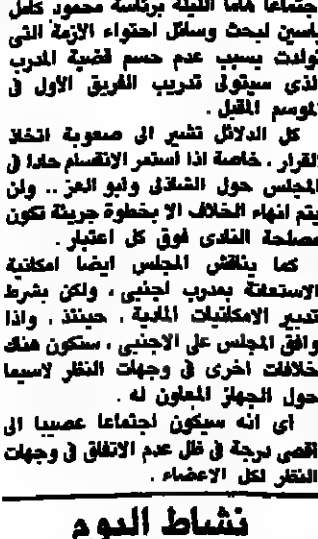 جتماعا هاما الليلة برئاسة محمود كامل
ياسين لبحث وسائل احتواء الأزمة التى
تولدت بسبب عدم حسم قضية المدرب
الذى سيتولى تدريب الفريق الأول فى
الموسم المقبل .
كل الدلائل تشير الى صعوبة اتخاذ
القرار . خاصة اذا استمر الانقسام حادا فى
المجلس حول الشاذلى وابو العز .. ولن
يتم انهاء الخلاف الا بخطوة جريئة تكون
مصلحة النادى فوق كل اعتبار .
كما يناقش المجلس ايضا امكانية
الاستعانة بمدرب اجنبى ، ولكن بشرط
تدبير الامكانيات المادية . حينئذ . واذا
وافق المجلس على الاجنبى ، ستكون هناك
خلافات اخرى فى وجهات النظر لاسيما
حول الجهاز المعاون له .
اى انه سيكون اجتماعا عصيبا الى
اقصى درجة فى ظل عدم الاتفاق فى وجهات
النظر لكل الاعضاء .
نشاط اليوم